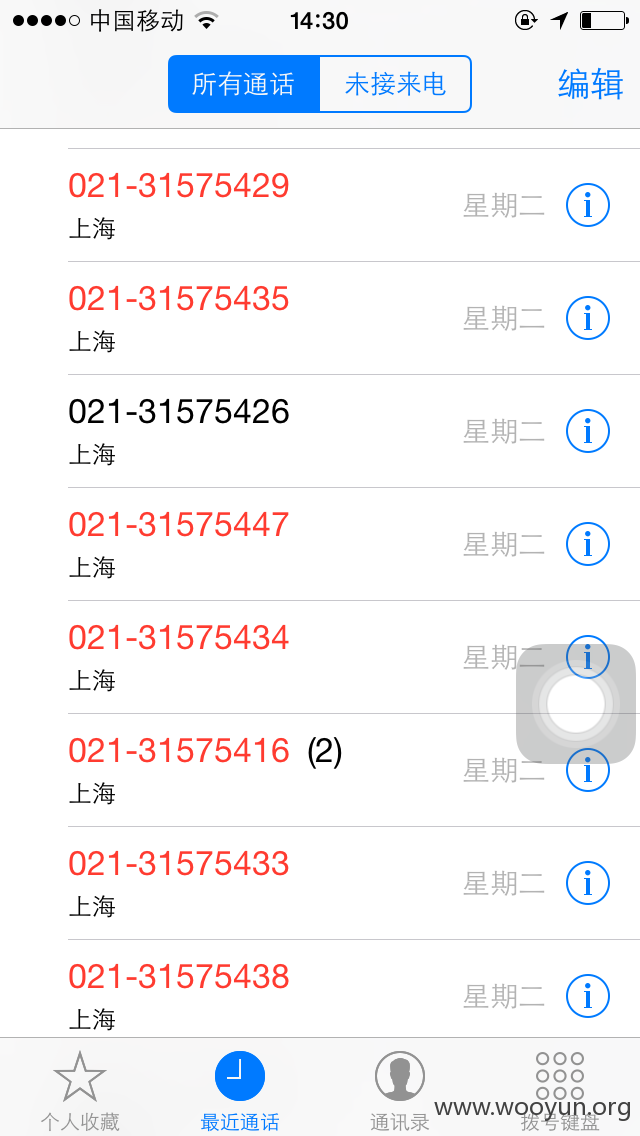 中国移动 14:30
所有通话 未接来电 编辑
021-31575429
上海 星期二
021-31575435
上海 星期二
021-31575426
上海 星期二
021-31575447
上海 星期二
021-31575434
上海 星期二
021-31575416 (2)
上海 星期二
021-31575433
上海 星期二
021-31575438
上海 星期二
个人收藏 最近通话 通讯录 拨号键盘
www.wooyun.org